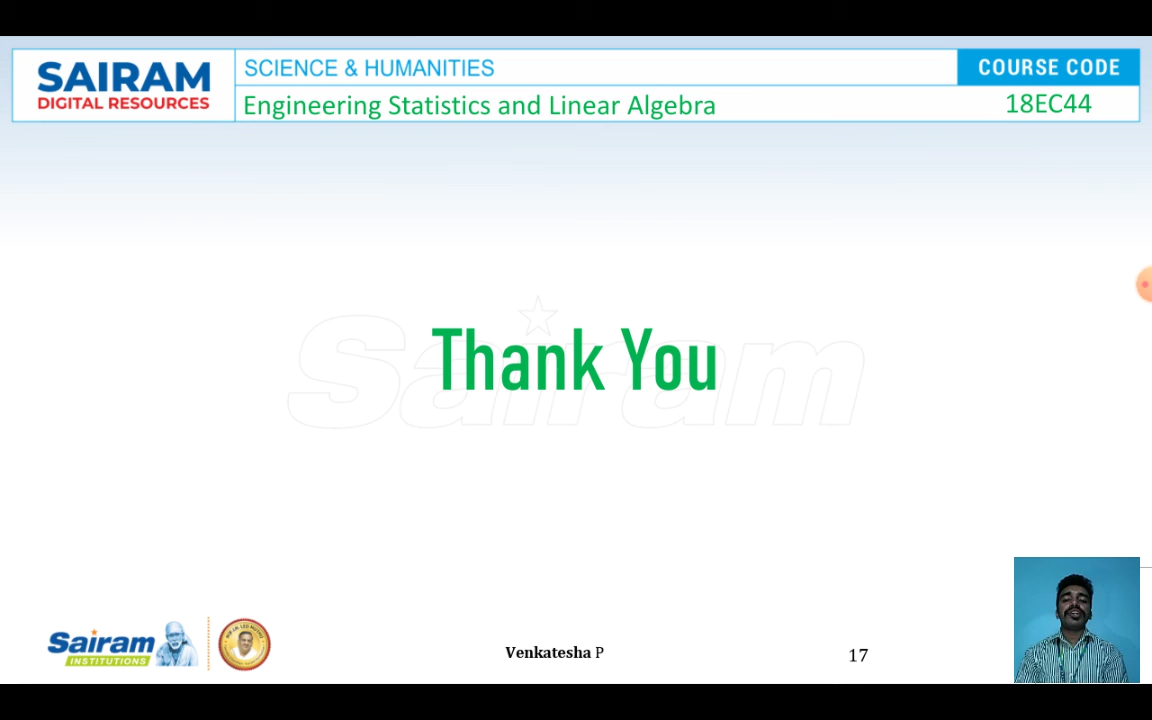 SAIRAM
DIGITAL RESOURCES
SCIENCE & HUMANITIES
COURSE CODE
Engineering Statistics and Linear Algebra
18EC44
Sairam
Thank You
Sairam
INSTITUTIONS
Venkatesha P
17